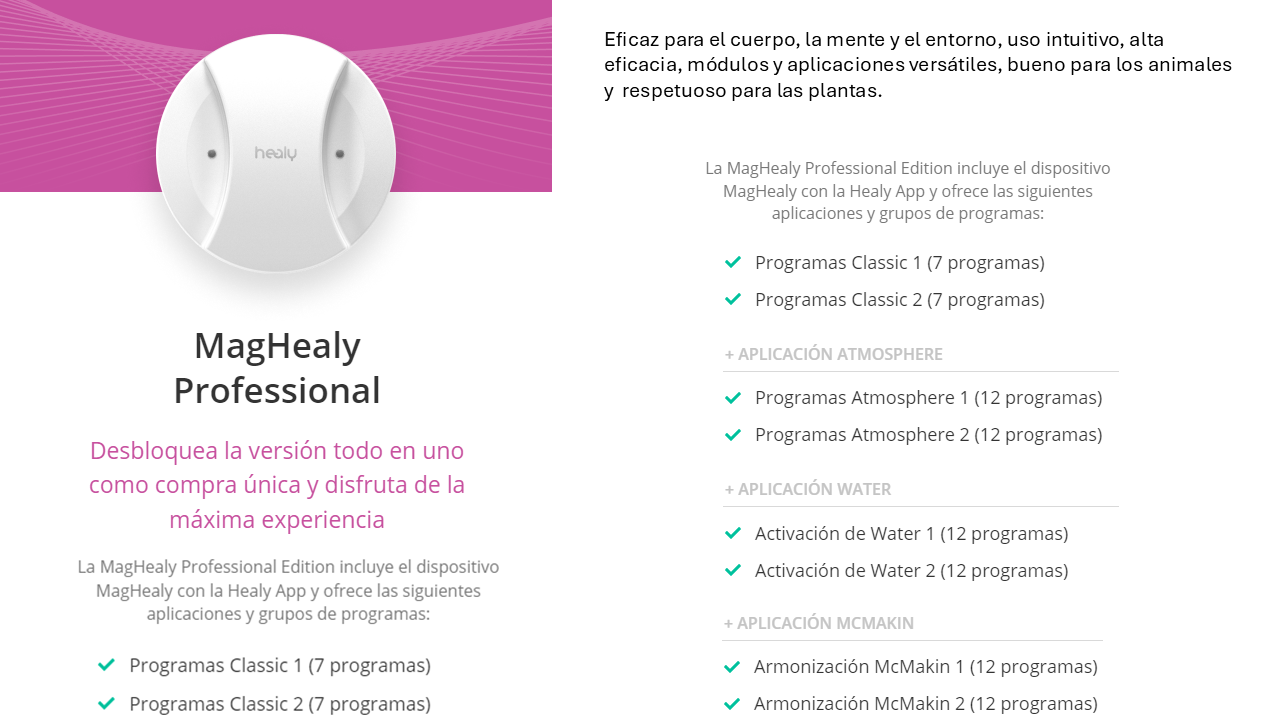 healy
MagHealy
Professional
Desbloquea la versión todo en uno
como compra única y disfruta de la
máxima experiencia
La MagHealy Professional Edition incluye el dispositivo
MagHealy con la Healy App y ofrece las siguientes
aplicaciones y grupos de programas:
Programas Classic 1 (7 programas)
Programas Classic 2 (7 programas)
Eficaz para el cuerpo, la mente y el entorno, uso intuitivo, alta
eficacia, módulos y aplicaciones versátiles, bueno para los animales
y respetuoso para las plantas.
La MagHealy Professional Edition incluye el dispositivo
MagHealy con la Healy App y ofrece las siguientes
aplicaciones y grupos de programas:
Programas Classic 1 (7 programas)
Programas Classic 2 (7 programas)
+ APLICACIÓN ATMOSPHERE
Programas Atmosphere 1 (12 programas)
Programas Atmosphere 2 (12 programas)
+ APLICACIÓN WATER
Activación de Water 1 (12 programas)
Activación de Water 2 (12 programas)
+ APLICACIÓN MCMAKIN
Armonización McMakin 1 (12 programas)
Armonización McMakin 2 (12 programas)